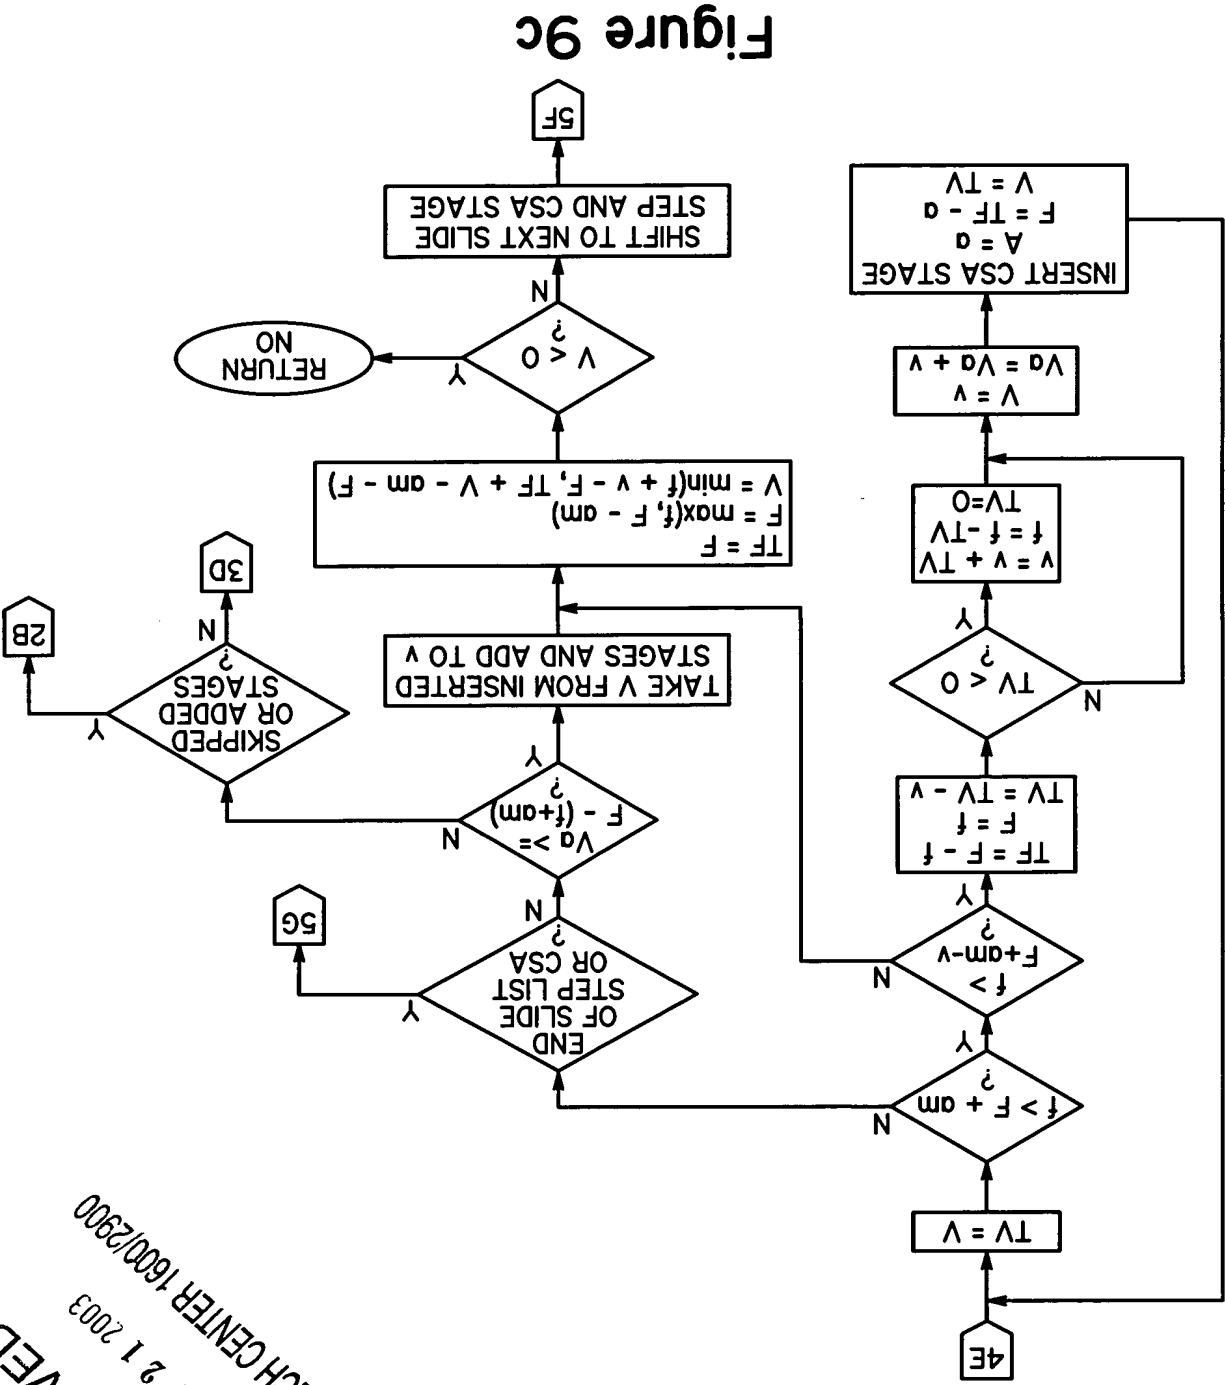 4E
TV = V
f > F + am
?
N
Y
f >
F+am-v
?
N
Y
TF = F - f
F = f
TV = TV - v
TV < 0
?
N
Y
v = v + TV
f = f -TV
TV=0
V = v
Va = Va + v
INSERT CSA STAGE
A = a
F = TF - a
V = TV
END
OF SLIDE
STEP LIST
OR CSA
?
Y
N
5G
Va >=
F - (f+am)
?
N
Y
SKIPPED
OR ADDED
STAGES
?
Y
N
2B
3D
TAKE V FROM INSERTED
STAGES AND ADD TO v
TF = F
F = max(f, F - am)
V = min(f + v - F, TF + V - am - F)
V < 0
?
Y
N
RETURN
NO
SHIFT TO NEXT SLIDE
STEP AND CSA STAGE
5F
Figure 9c
2 1 2003
CENTER 1600/2900